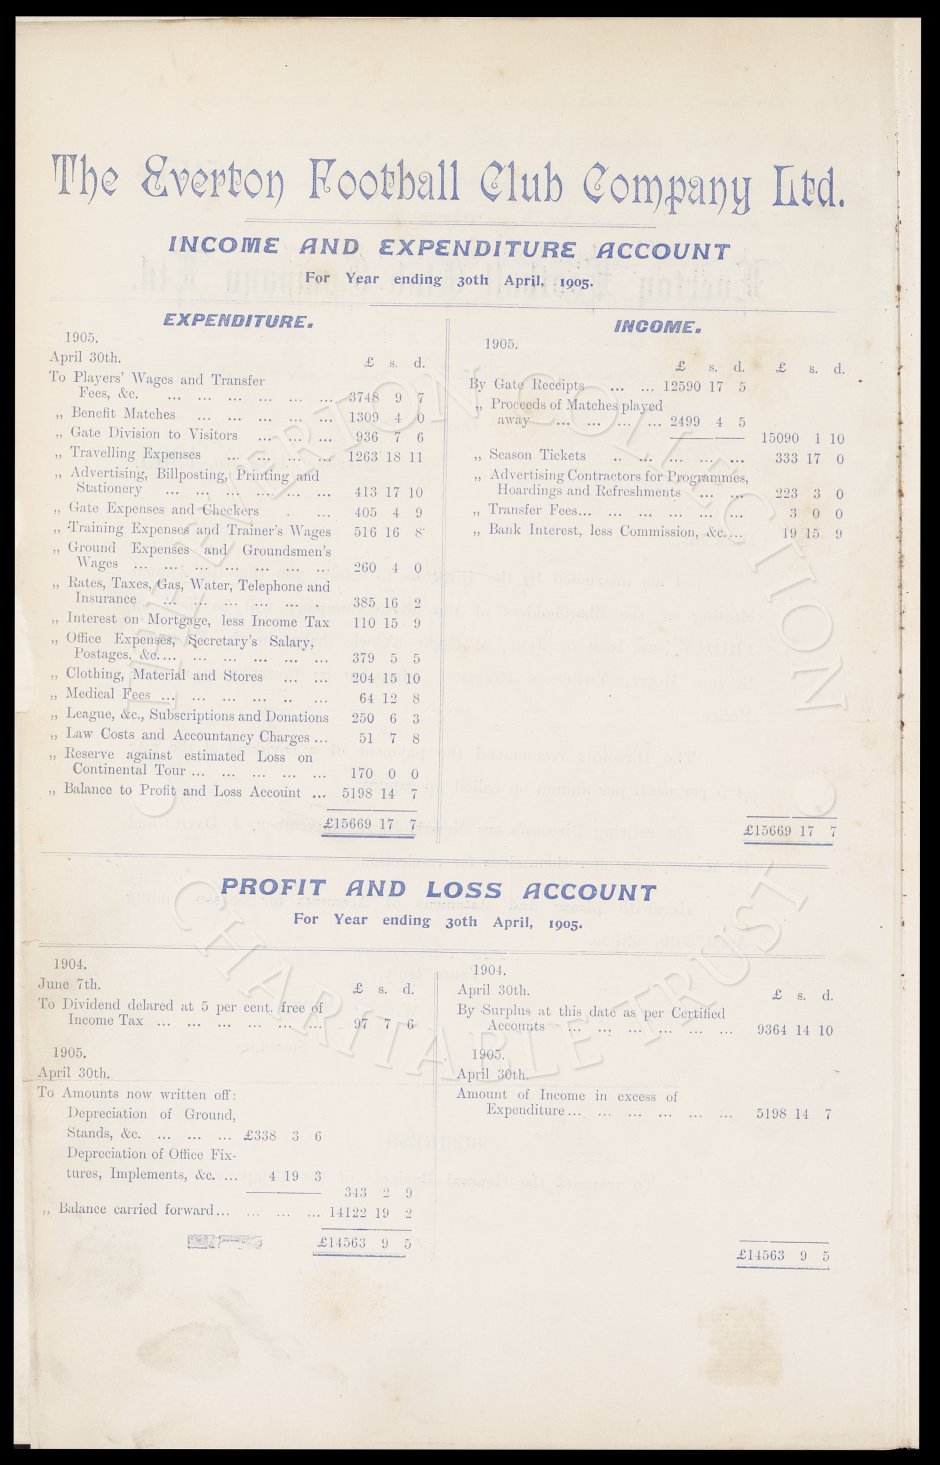 The Everton Football Club Company Ltd.
INCOME AND EXPENDITURE ACCOUNT
For Year ending 30th April, 1905.
EXPENDITURE.
1905.
April 30th. £ s. d.
To Players' Wages and Transfer
Fees, &c. ... ... ... ... ... ... 3748 9 7
„ Benefit Matches ... ... ... ... ... 1309 4 0
„ Gate Division to Visitors ... ... ... 936 7 6
„ Travelling Expenses ... ... ... ... 1263 18 11
„ Advertising, Billposting, Printing and
Stationery ... ... ... ... ... ... 413 17 10
„ Gate Expenses and Checkers . ... 405 4 9
„ Training Expenses and Trainer's Wages 516 16 8
„ Ground Expenses and Groundsmen's
Wages ... ... ... ... ... ... ... 260 4 0
„ Rates, Taxes, Gas, Water, Telephone and
Insurance ... ... ... ... ... . 385 16 2
„ Interest on Mortgage, less Income Tax 110 15 9
„ Office Expenses, Secretary's Salary,
Postages, &c.... ... ... ... ... ... 379 5 5
„ Clothing, Material and Stores ... ... 204 15 10
„ Medical Fees ... ... ... ... .. ... 64 12 8
„ League, &c., Subscriptions and Donations 250 6 3
„ Law Costs and Accountancy Charges ... 51 7 8
„ Reserve against estimated Loss on
Continental Tour ... ... ... ... ... 170 0 0
„ Balance to Profit and Loss Account ... 5198 14 7
£15669 17 7
INCOME.
1905.
£ s. d. £ s. d.
By Gate Receipts ... ... 12590 17 5
„ Proceeds of Matches played
away ... ... ... ... 2499 4 5
15090 1 10
„ Season Tickets .. ... ... ... ... 333 17 0
„ Advertising Contractors for Programmes,
Hoardings and Refreshments ... ... 223 3 0
„ Transfer Fees... ... ... ... ... ... 3 0 0
„ Bank Interest, less Commission, &c.... 19 15 9
£15669 17 7
PROFIT AND LOSS ACCOUNT
For Year ending 30th April, 1905.
1904.
June 7th. £ s. d.
To Dividend delared at 5 per cent. free of
Income Tax ... ... ... ... ... ... 97 7 6
1905.
April 30th.
To Amounts now written off:
Depreciation of Ground,
Stands, &c. ... ... ... £338 3 6
Depreciation of Office Fix-
tures, Implements, &c. ... 4 19 3
343 2 9
„ Balance carried forward... ... ... ... 14122 19 2
£14563 9 5
1904.
April 30th. £ s. d.
By Surplus at this date as per Certified
Accounts ... ... ... ... ... ... 9364 14 10
1905.
April 30th.
Amount of Income in excess of
Expenditure... ... ... ... ... ... 5198 14 7
£14563 9 5
THE EVERTON COLLECTION
CHARITABLE TRUST